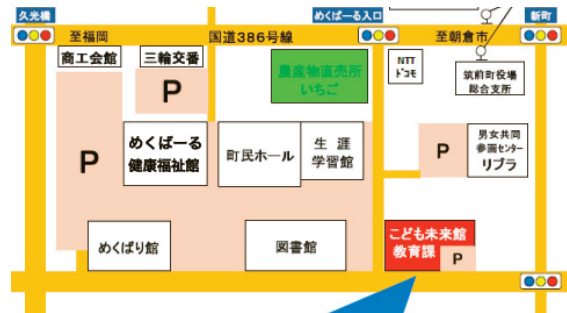 久光橋
めくばーる入口
新町
至福岡
国道386号線
至朝倉市
商工会館
三輪交番
農産物直売所
いちご
NTT
ドコモ
筑前町役場
総合支所
P
P
めくばーる
健康福祉館
町民ホール
生涯
学習館
P
男女共同
参画センター
リブラ
めくばり館
図書館
こども未来館
教育課
P